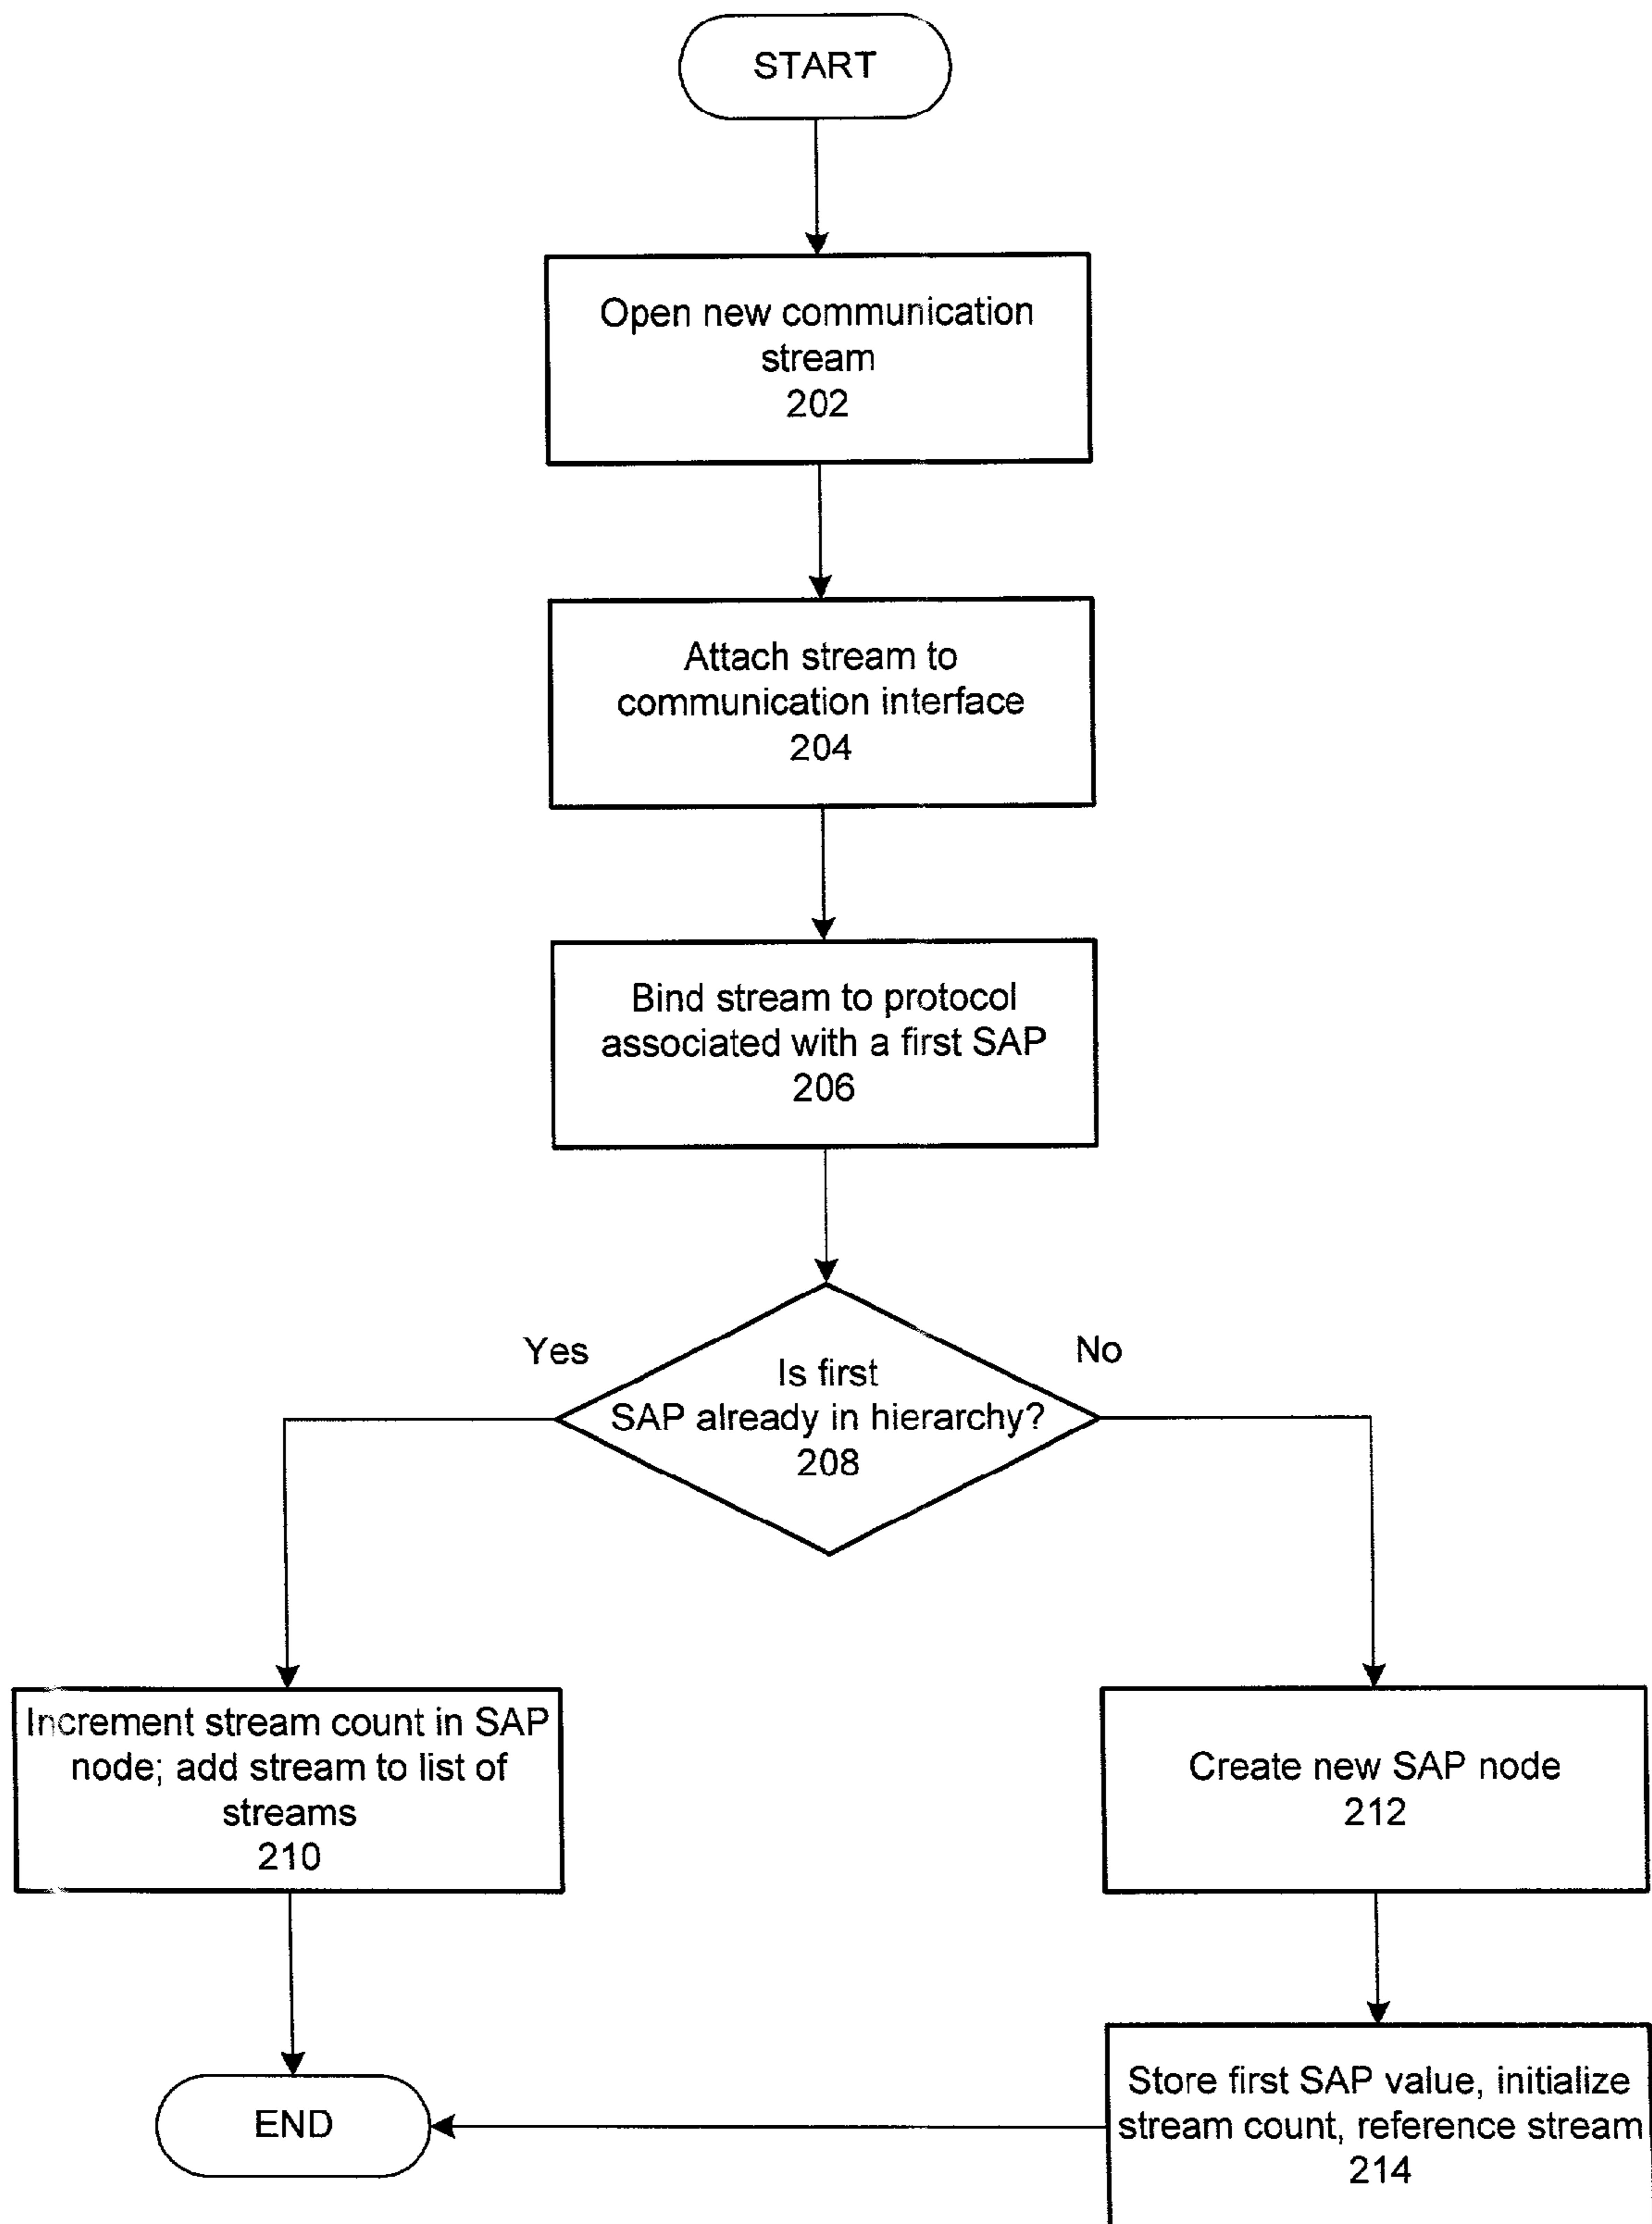 START
Open new communication
stream
202
Attach stream to
communication interface
204
Bind stream to protocol
associated with a first SAP
206
Yes
No
Is first
SAP already in hierarchy?
208
Increment stream count in SAP
node; add stream to list of
streams
210
Create new SAP node
212
Store first SAP value, initialize
stream count, reference stream
214
END